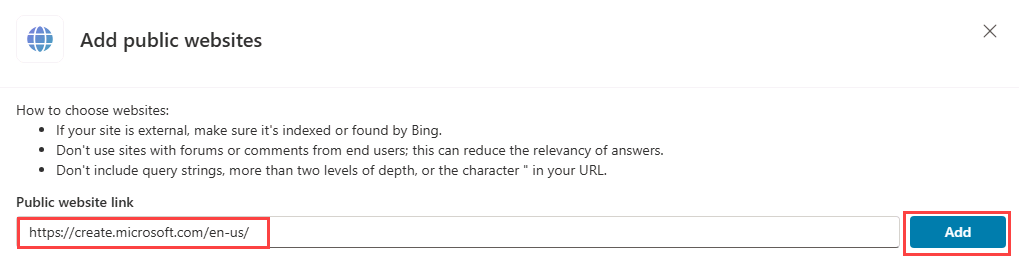 Add public websites
How to choose websites:
• If your site is external, make sure it's indexed or found by Bing.
• Don't use sites with forums or comments from end users; this can reduce the relevancy of answers.
• Don't include query strings, more than two levels of depth, or the character " in your URL.
Public website link
https://create.microsoft.com/en-us/
Add